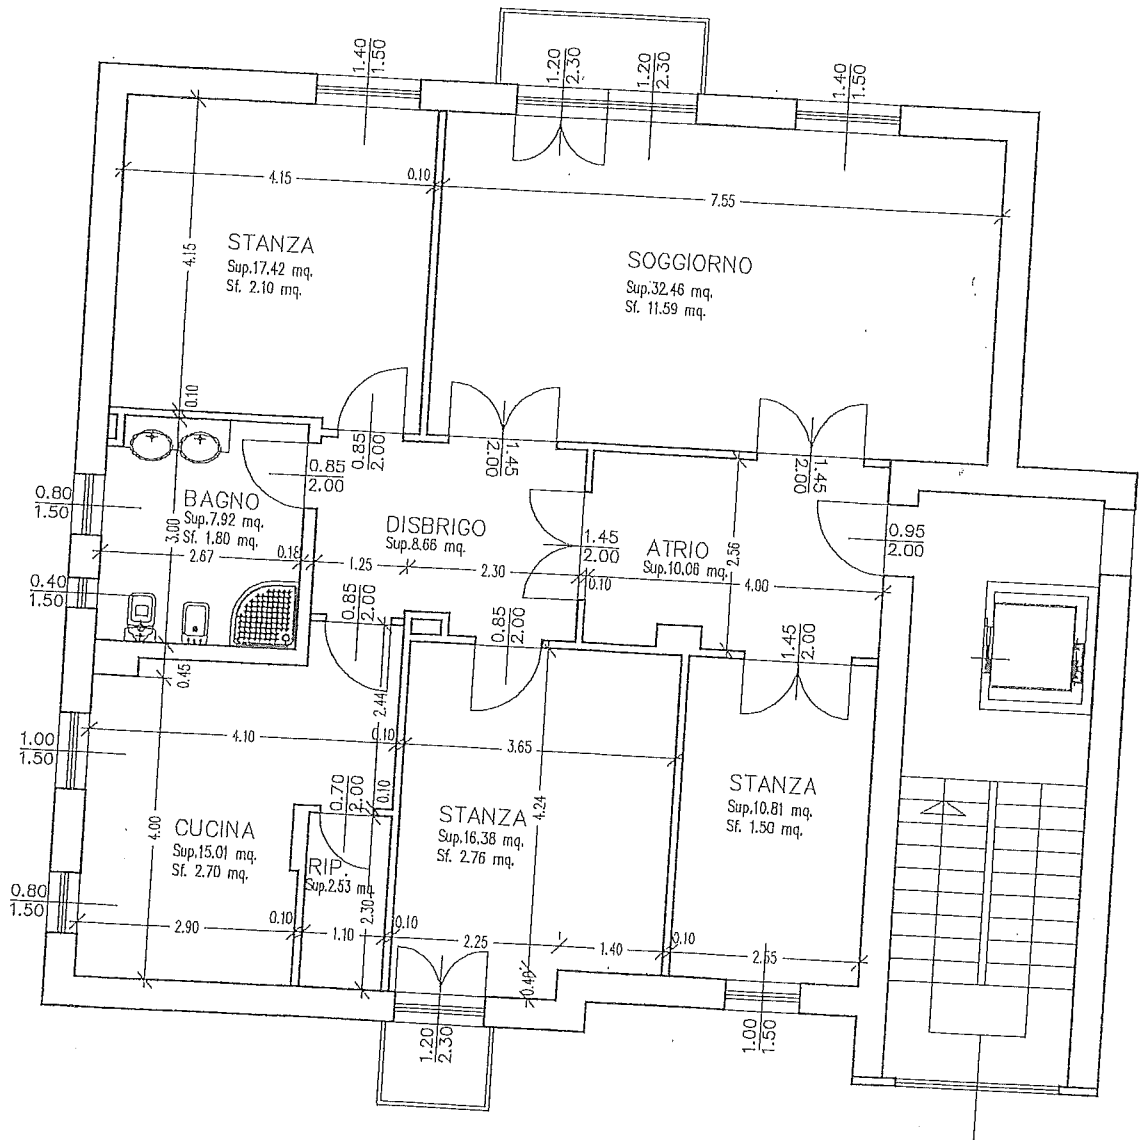 1.40
1.50
1.20
2.30
1.20
2.30
1.40
1.50
4.15
0.10
7.55
4.15
STANZA
Sup.17.42 mq.
Sf. 2.10 mq.
SOGGIORNO
Sup.32.46 mq.
Sf. 11.59 mq.
0.10
0.85
2.00
1.45
2.00
1.45
2.00
0.85
2.00
0.80
1.50
BAGNO
Sup.7.92 mq.
Sf. 1.80 mq.
3.00
2.67
0.18
DISBRIGO
Sup.8.66 mq.
1.25
2.30
1.45
2.00
0.10
ATRIO
Sup.10.06 mq.
2.56
4.00
0.95
2.00
0.40
1.50
0.85
2.00
0.85
2.00
1.45
2.00
0.45
2.44
1.00
1.50
4.10
0.10
3.65
0.70
2.00
0.10
4.24
STANZA
Sup.10.81 mq.
Sf. 1.50 mq.
STANZA
Sup.16.38 mq.
Sf. 2.76 mq.
CUCINA
Sup.15.01 mq.
Sf. 2.70 mq.
4.00
RIP.
Sup.2.53 mq
2.30
0.80
1.50
2.90
0.10
1.10
0.10
2.25
1.40
0.10
2.65
0.40
1.20
2.30
1.00
1.50